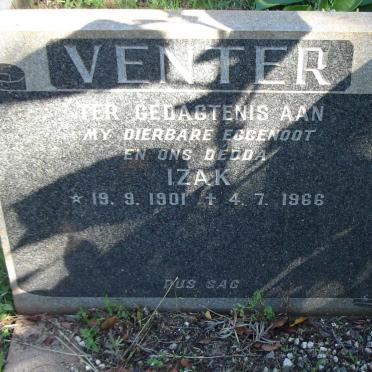 VENTER
TER GEDAGTENIS AAN
MY DIERBARE EGGENOOT
EN ONS DEDDA
IZAK
* 19. 9. 1901 + 4. 7. 1966
RUS SAG